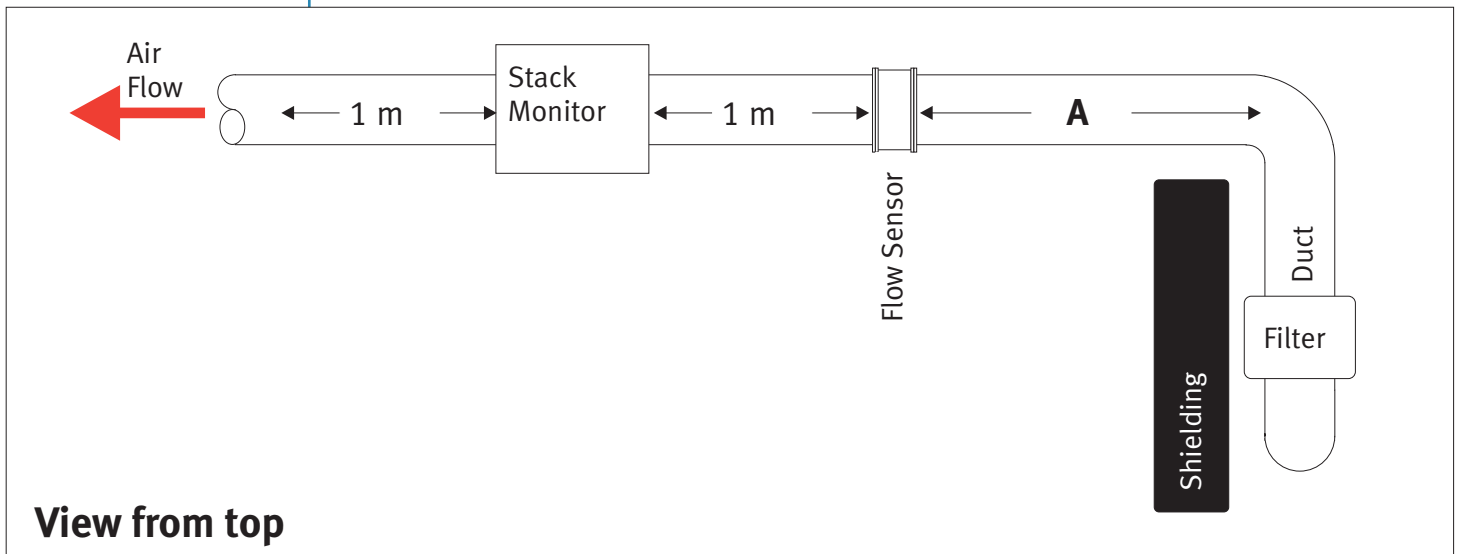 Air
Flow
1 m
Stack
Monitor
1 m
Flow Sensor
A
Duct
Filter
Shielding
View from top